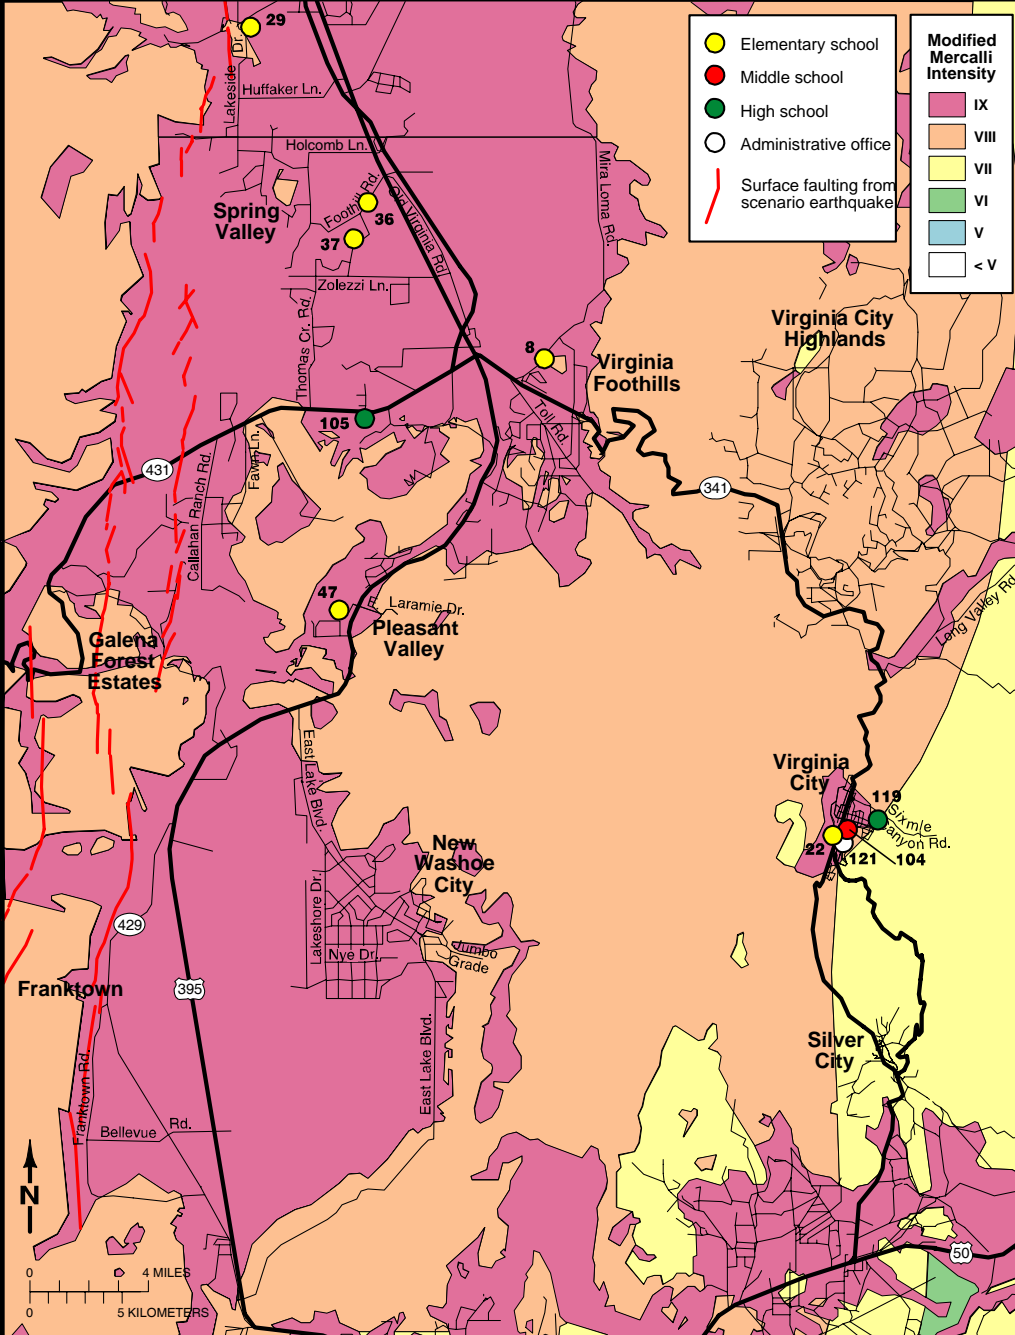 29
Elementary school
Middle school
High school
Administrative office
Surface faulting from
scenario earthquake
Modified
Mercalli
Intensity
IX
VIII
VII
VI
V
< V
Lakeside Dr.
Huffaker Ln.
Holcomb Ln.
Mira Loma Rd.
Foothill Rd.
Old Virginia Rd.
36
Spring
Valley
37
Zolezzi Ln.
Thomas Cr. Rd.
Virginia City
Highlands
8
Virginia
Foothills
105
Toll Rd.
Fawn Ln.
431
Callahan Ranch Rd.
341
47
Laramie Dr.
Pleasant
Valley
Long Valley Rd.
Galena
Forest
Estates
East Lake Blvd.
Virginia
City
119
Sixmile
Canyon Rd.
22
121
104
New
Washoe
City
Lakeshore Dr.
429
Nye Dr.
Jumbo
Grade
Franktown
395
Silver
City
East Lake Blvd.
Franktown Rd.
Bellevue Rd.
N
50
0 4 MILES
0 5 KILOMETERS